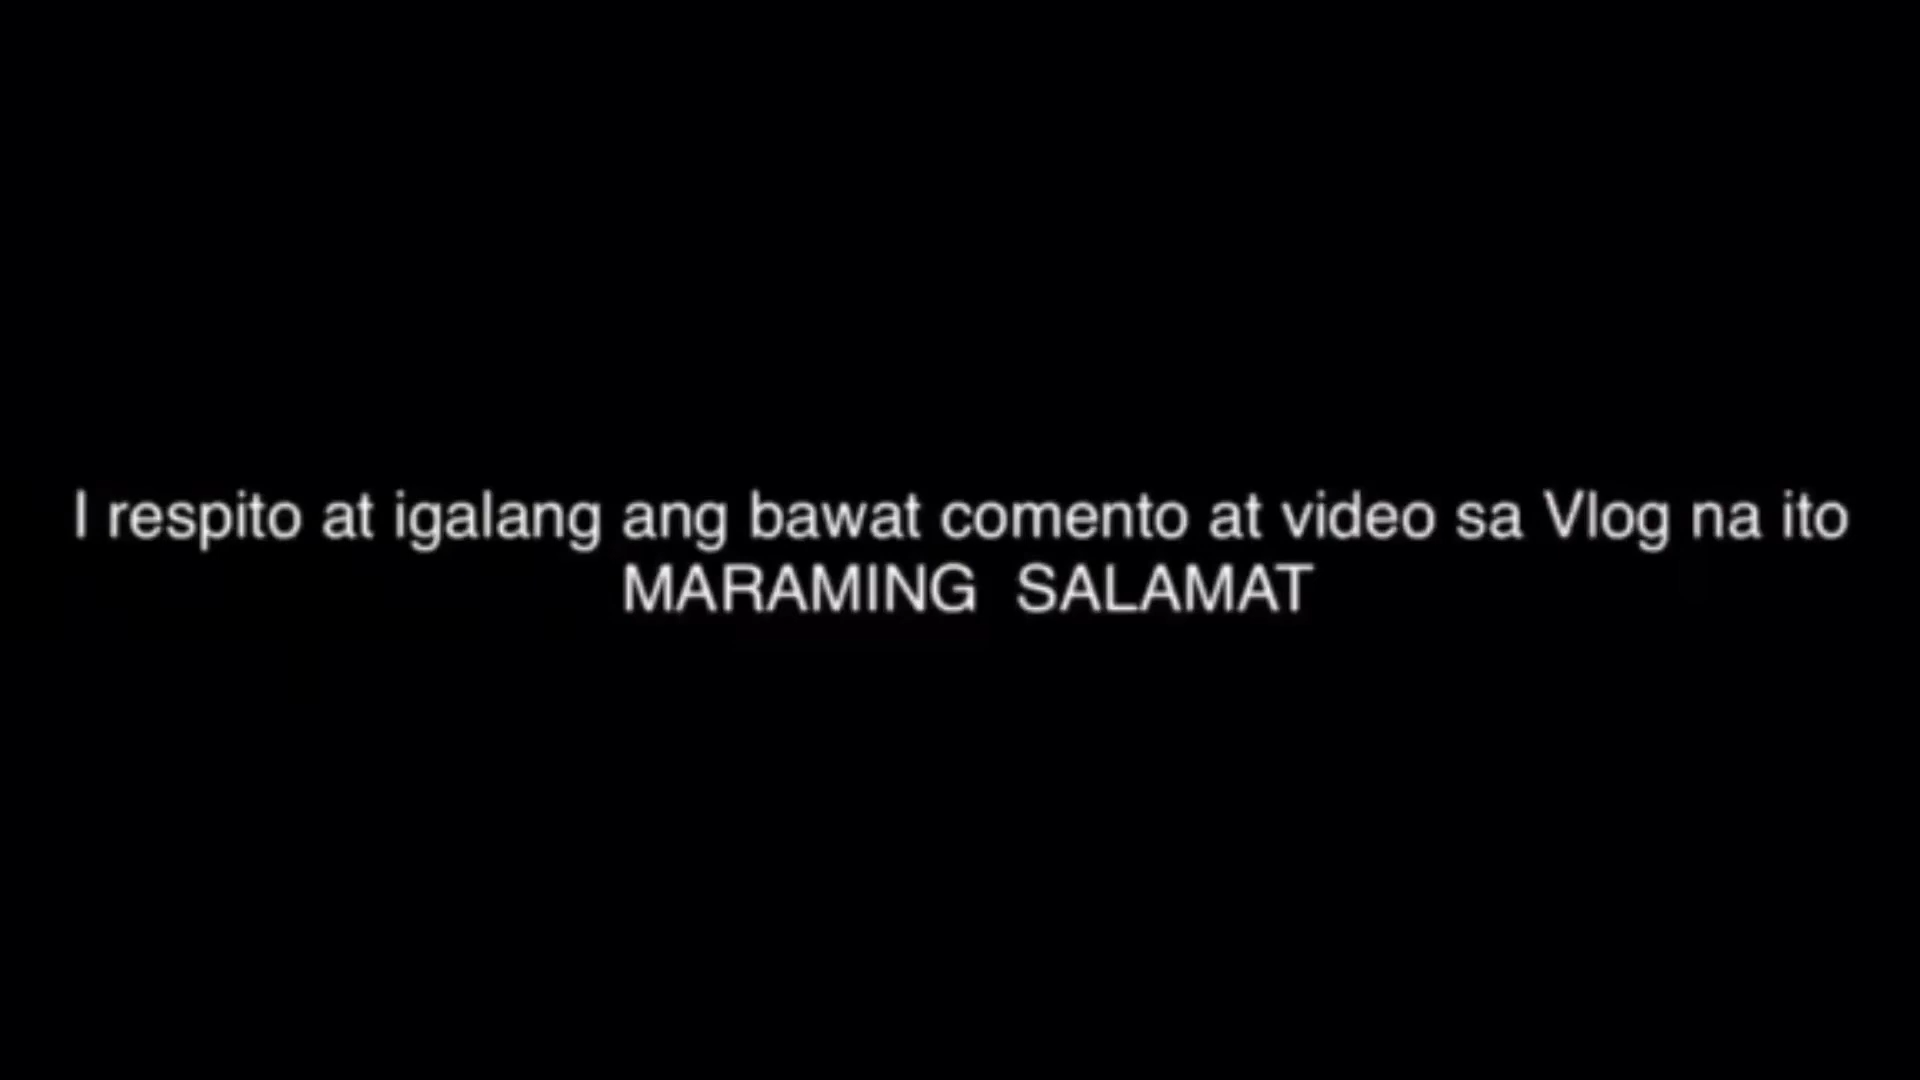 I respito at igalang ang bawat comento at video sa Vlog na ito
MARAMING SALAMAT